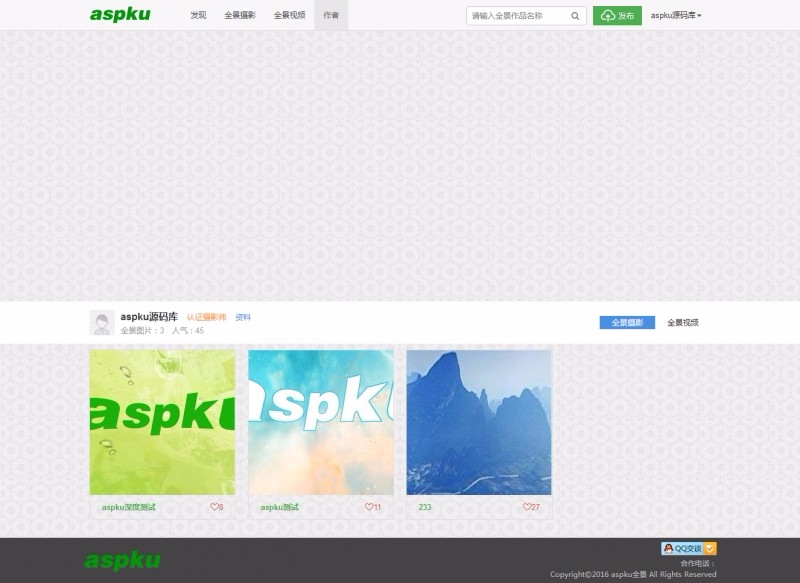 aspku 发现 全景摄影 全景视频 作者 请输入全景作品名称 发布 aspku源码库
aspku源码库 认证摄影师 资料 全景摄影 全景视频
全景图片：3 人气：45
aspku
aspku
aspku深度测试 8
aspku测试 11
233 27
aspku
QQ交谈
合作电话：
Copyright©2016 aspku全景 All Rights Reserved